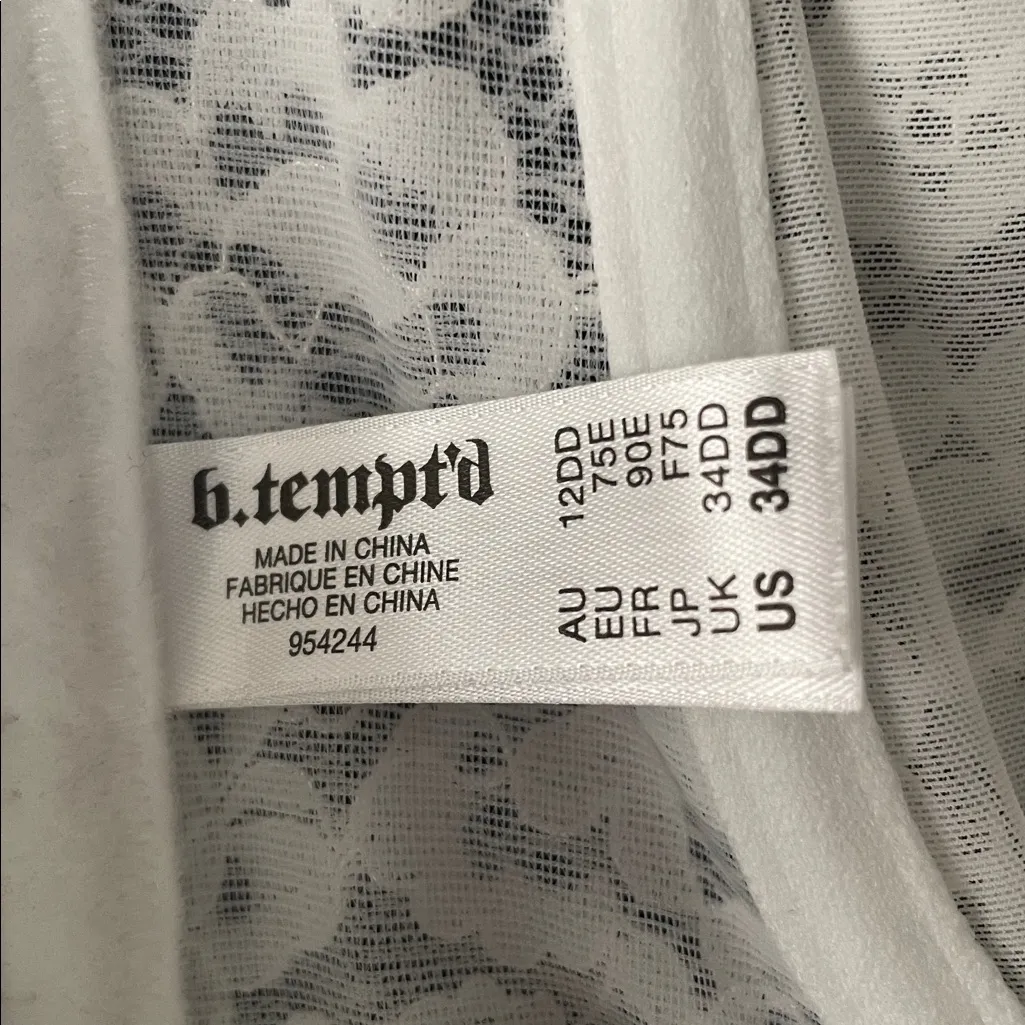 b.tempt'd
MADE IN CHINA
FABRIQUE EN CHINE
HECHO EN CHINA
954244
AU 12DD
EU 75E
FR 90E
JP F75
UK 34DD
US 34DD